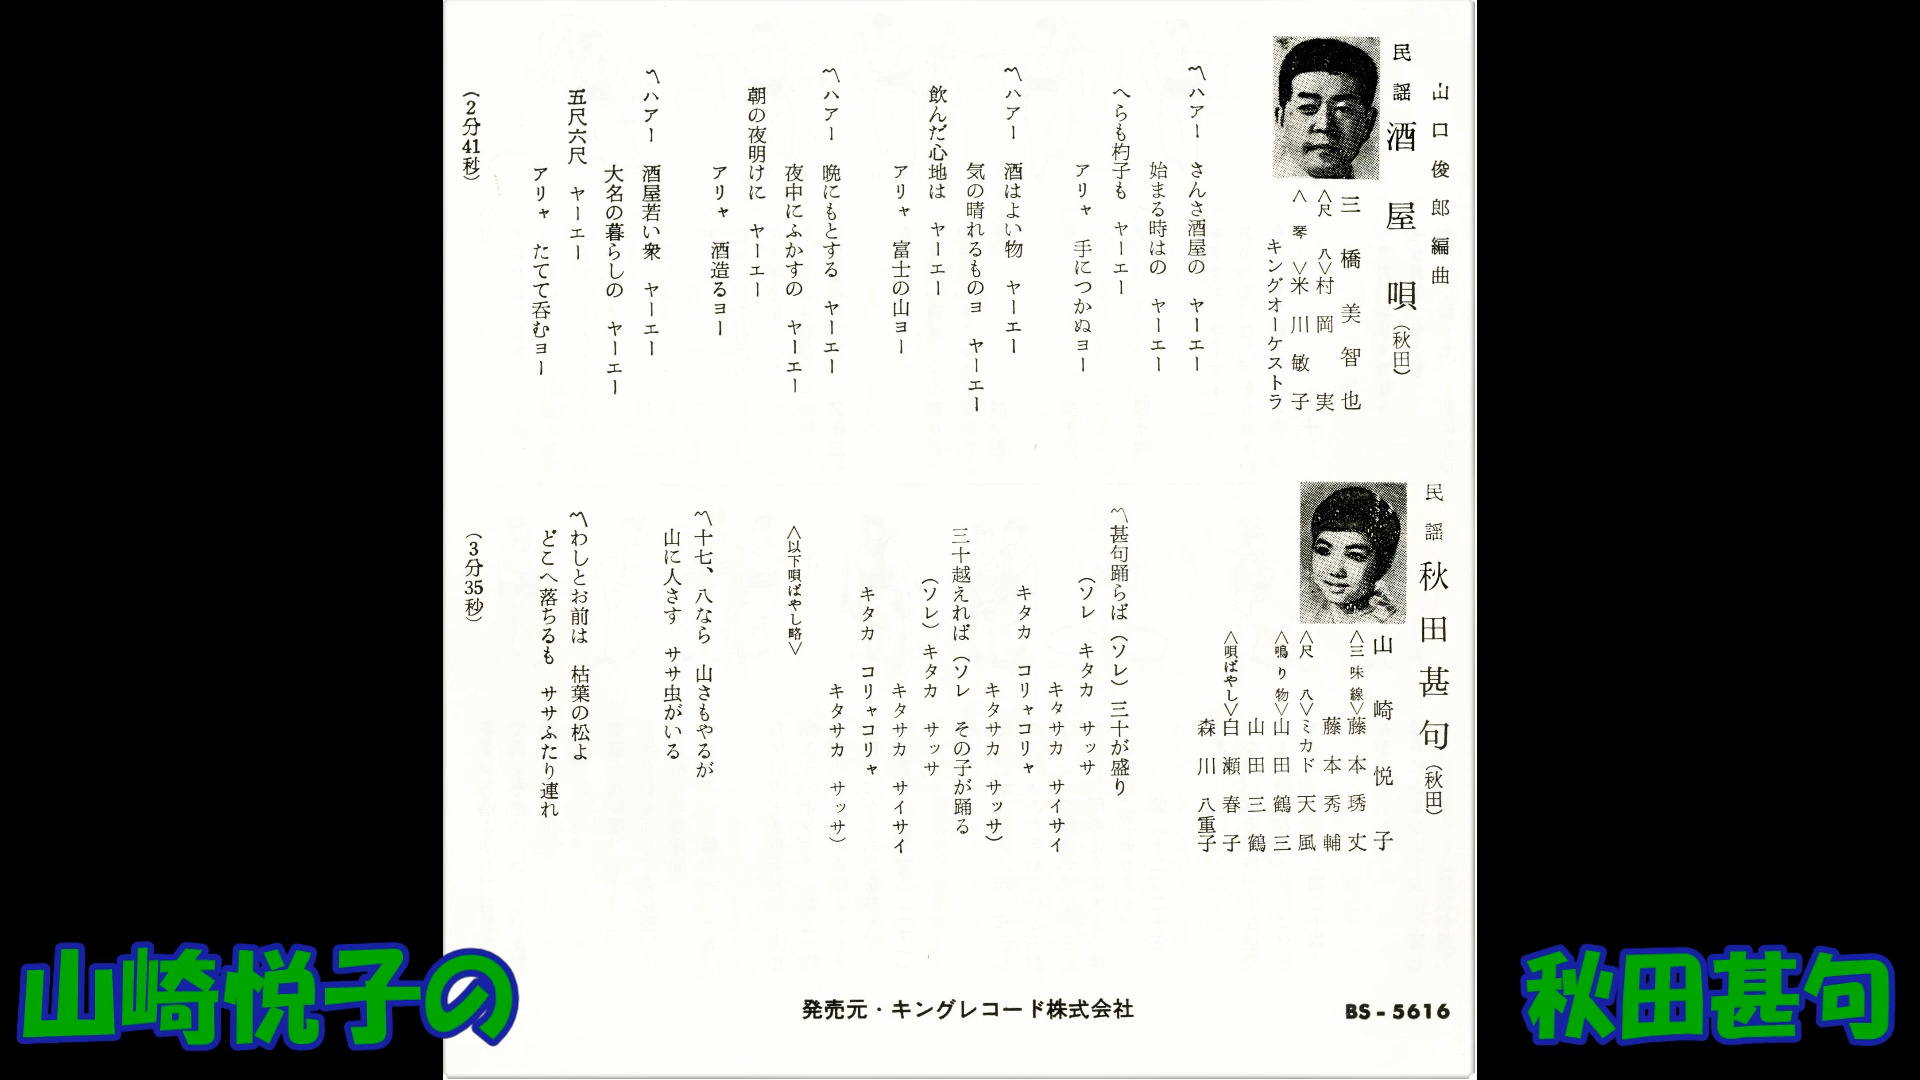 山口俊郎編曲
民謡 酒屋唄（秋田）
三橋美智也
〈尺八〉村岡実
〈琴〉米川敏子
キングオーケストラ
〽ハアー さんさ酒屋の ヤーエー
始まる時はの ヤーエー
へらも杓子も ヤーエー
アリャ 手につかぬヨー
〽ハアー 酒はよい物 ヤーエー
気の晴れるものヨ ヤーエー
飲んだ心地は ヤーエー
アリャ 富士の山ヨー
〽ハアー 晩にもとする ヤーエー
夜中にふかすの ヤーエー
朝の夜明けに ヤーエー
アリャ 酒造るヨー
〽ハアー 酒屋若い衆 ヤーエー
大名の暮らしの ヤーエー
五尺六尺 ヤーエー
アリャ たてて呑むヨー
（2分41秒）
民謡 秋田甚句（秋田）
山崎悦子
〈三味線〉藤本琇丈
藤本秀輔
〈尺八〉ミカド天風
〈鳴り物〉山田鶴三
山田三鶴
〈唄ばやし〉白瀬春子
森川八重子
〽甚句踊らば（ソレ）三十が盛り
（ソレ キタカ サッサ
キタサカ サイサイ
キタカ コリャコリャ
キタサカ サッサ）
三十越えれば（ソレ その子が踊る
（ソレ）キタカ サッサ
キタサカ サイサイ
キタカ コリャコリャ
キタサカ サッサ）
〈以下唄ばやし略〉
〽十七、八なら 山さもやるが
山に人さす ササ虫がいる
〽わしとお前は 枯葉の松よ
どこへ落ちるも ササふたり連れ
（3分35秒）
発売元・キングレコード株式会社
BS-5616
山崎悦子の
秋田甚句